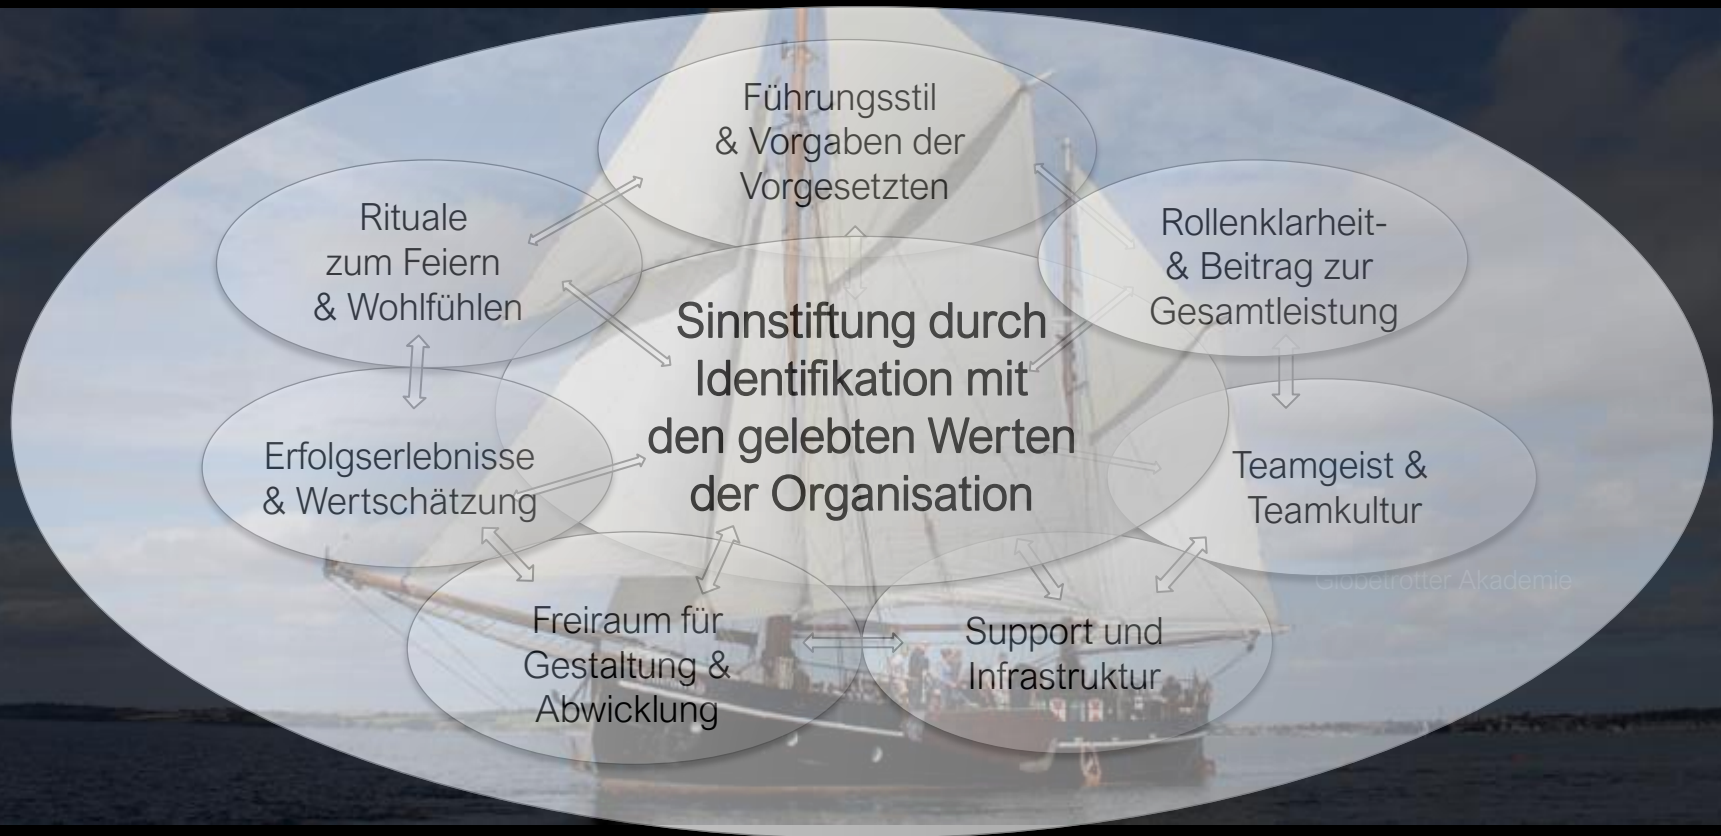 Führungsstil
& Vorgaben der
Vorgesetzten
Rituale
zum Feiern
& Wohlfühlen
Rollenklarheit-
& Beitrag zur
Gesamtleistung
Sinnstiftung durch
Identifikation mit
den gelebten Werten
der Organisation
Erfolgserlebnisse
& Wertschätzung
Teamgeist &
Teamkultur
Globetrotter Akademie
Freiraum für
Gestaltung &
Abwicklung
Support und
Infrastruktur